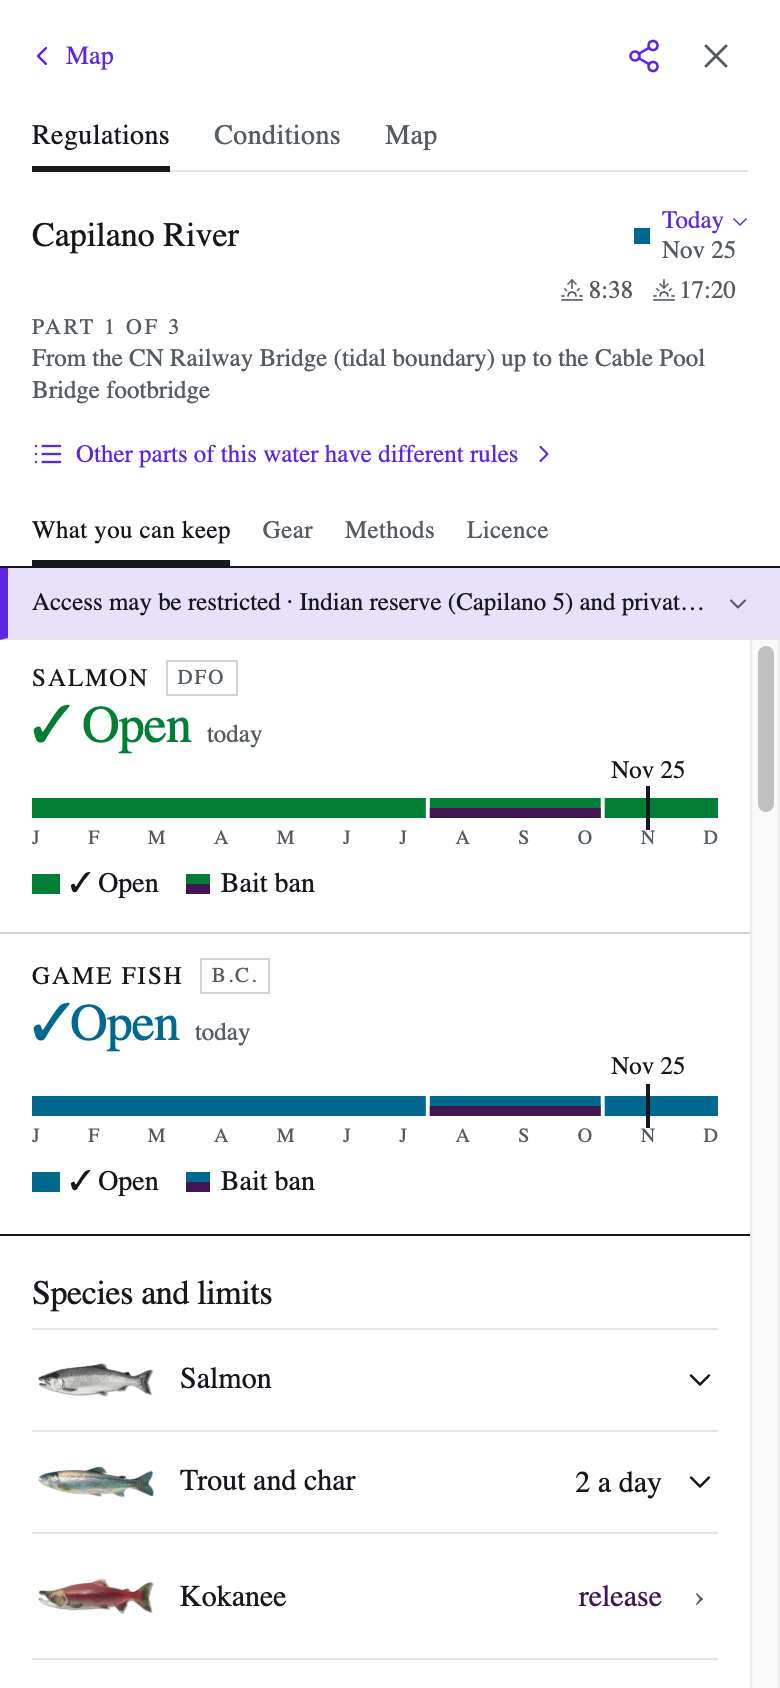 Map
Regulations Conditions Map
Capilano River
Today
Nov 25
8:38 17:20
PART 1 OF 3
From the CN Railway Bridge (tidal boundary) up to the Cable Pool
Bridge footbridge
Other parts of this water have different rules
What you can keep Gear Methods Licence
Access may be restricted · Indian reserve (Capilano 5) and privat…
SALMON DFO
✓ Open today
Nov 25
J F M A M J J A S O N D
✓ Open Bait ban
GAME FISH B.C.
✓Open today
Nov 25
J F M A M J J A S O N D
✓ Open Bait ban
Species and limits
Salmon
Trout and char 2 a day
Kokanee release